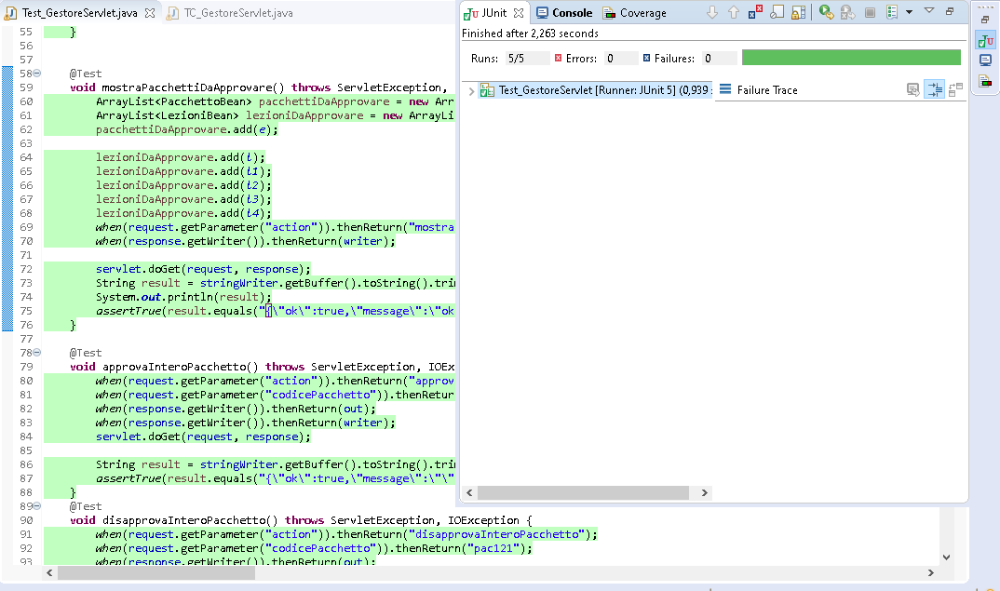 Test_GestoreServlet.java TC_GestoreServlet.java
55 }
56
57
58 @Test
59 void mostraPacchettiDaApprovare() throws ServletException,
60 ArrayList<PacchettoBean> pacchettiDaApprovare = new Arr
61 ArrayList<LezioniBean> lezioniDaApprovare = new ArrayLi
62 pacchettiDaApprovare.add(e);
63
64 lezioniDaApprovare.add(l);
65 lezioniDaApprovare.add(l1);
66 lezioniDaApprovare.add(l2);
67 lezioniDaApprovare.add(l3);
68 lezioniDaApprovare.add(l4);
69 when(request.getParameter("action")).thenReturn("mostra
70 when(response.getWriter()).thenReturn(writer);
71
72 servlet.doGet(request, response);
73 String result = stringWriter.getBuffer().toString().trim
74 System.out.println(result);
75 assertTrue(result.equals("{\"ok\":true,\"message\":\"ok
76 }
77
78 @Test
79 void approvaInteroPacchetto() throws ServletException, IOEx
80 when(request.getParameter("action")).thenReturn("approv
81 when(request.getParameter("codicePacchetto")).thenRetur
82 when(response.getWriter()).thenReturn(out);
83 when(response.getWriter()).thenReturn(writer);
84 servlet.doGet(request, response);
85
86 String result = stringWriter.getBuffer().toString().trim
87 assertTrue(result.equals("{\"ok\":true,\"message\":\"\"
88 }
89 @Test
90 void disapprovaInteroPacchetto() throws ServletException, IOException {
91 when(request.getParameter("action")).thenReturn("disapprovaInteroPacchetto");
92 when(request.getParameter("codicePacchetto")).thenReturn("pac121");
93 when(response.getWriter()).thenReturn(out);
JUnit Console Coverage
Finished after 2,263 seconds
Runs: 5/5 Errors: 0 Failures: 0
Test_GestoreServlet [Runner: JUnit 5] (0,939 Failure Trace